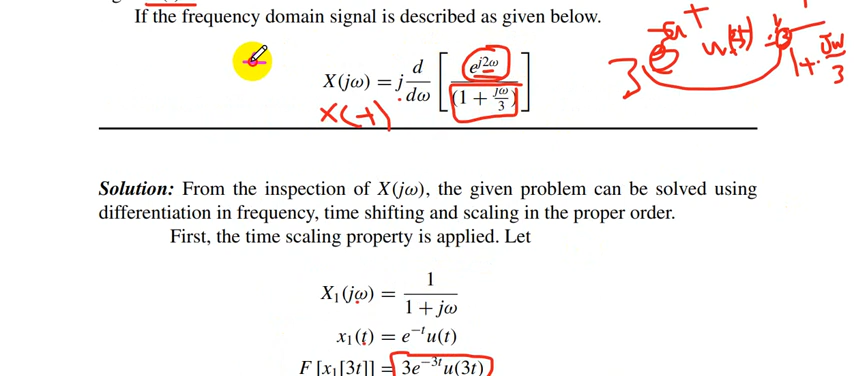 If the frequency domain signal is described as given below.
X(jω) = j d/dω [ e^{j2ω} / (1 + jω/3) ]
x(t)
3 u(t) 1 + jω/3
Solution: From the inspection of X(jω), the given problem can be solved using
differentiation in frequency, time shifting and scaling in the proper order.
First, the time scaling property is applied. Let
X₁(jω) = 1 / (1 + jω)
x₁(t) = e^{−t}u(t)
F [x₁[3t]] = 3e^{−3t}u(3t)